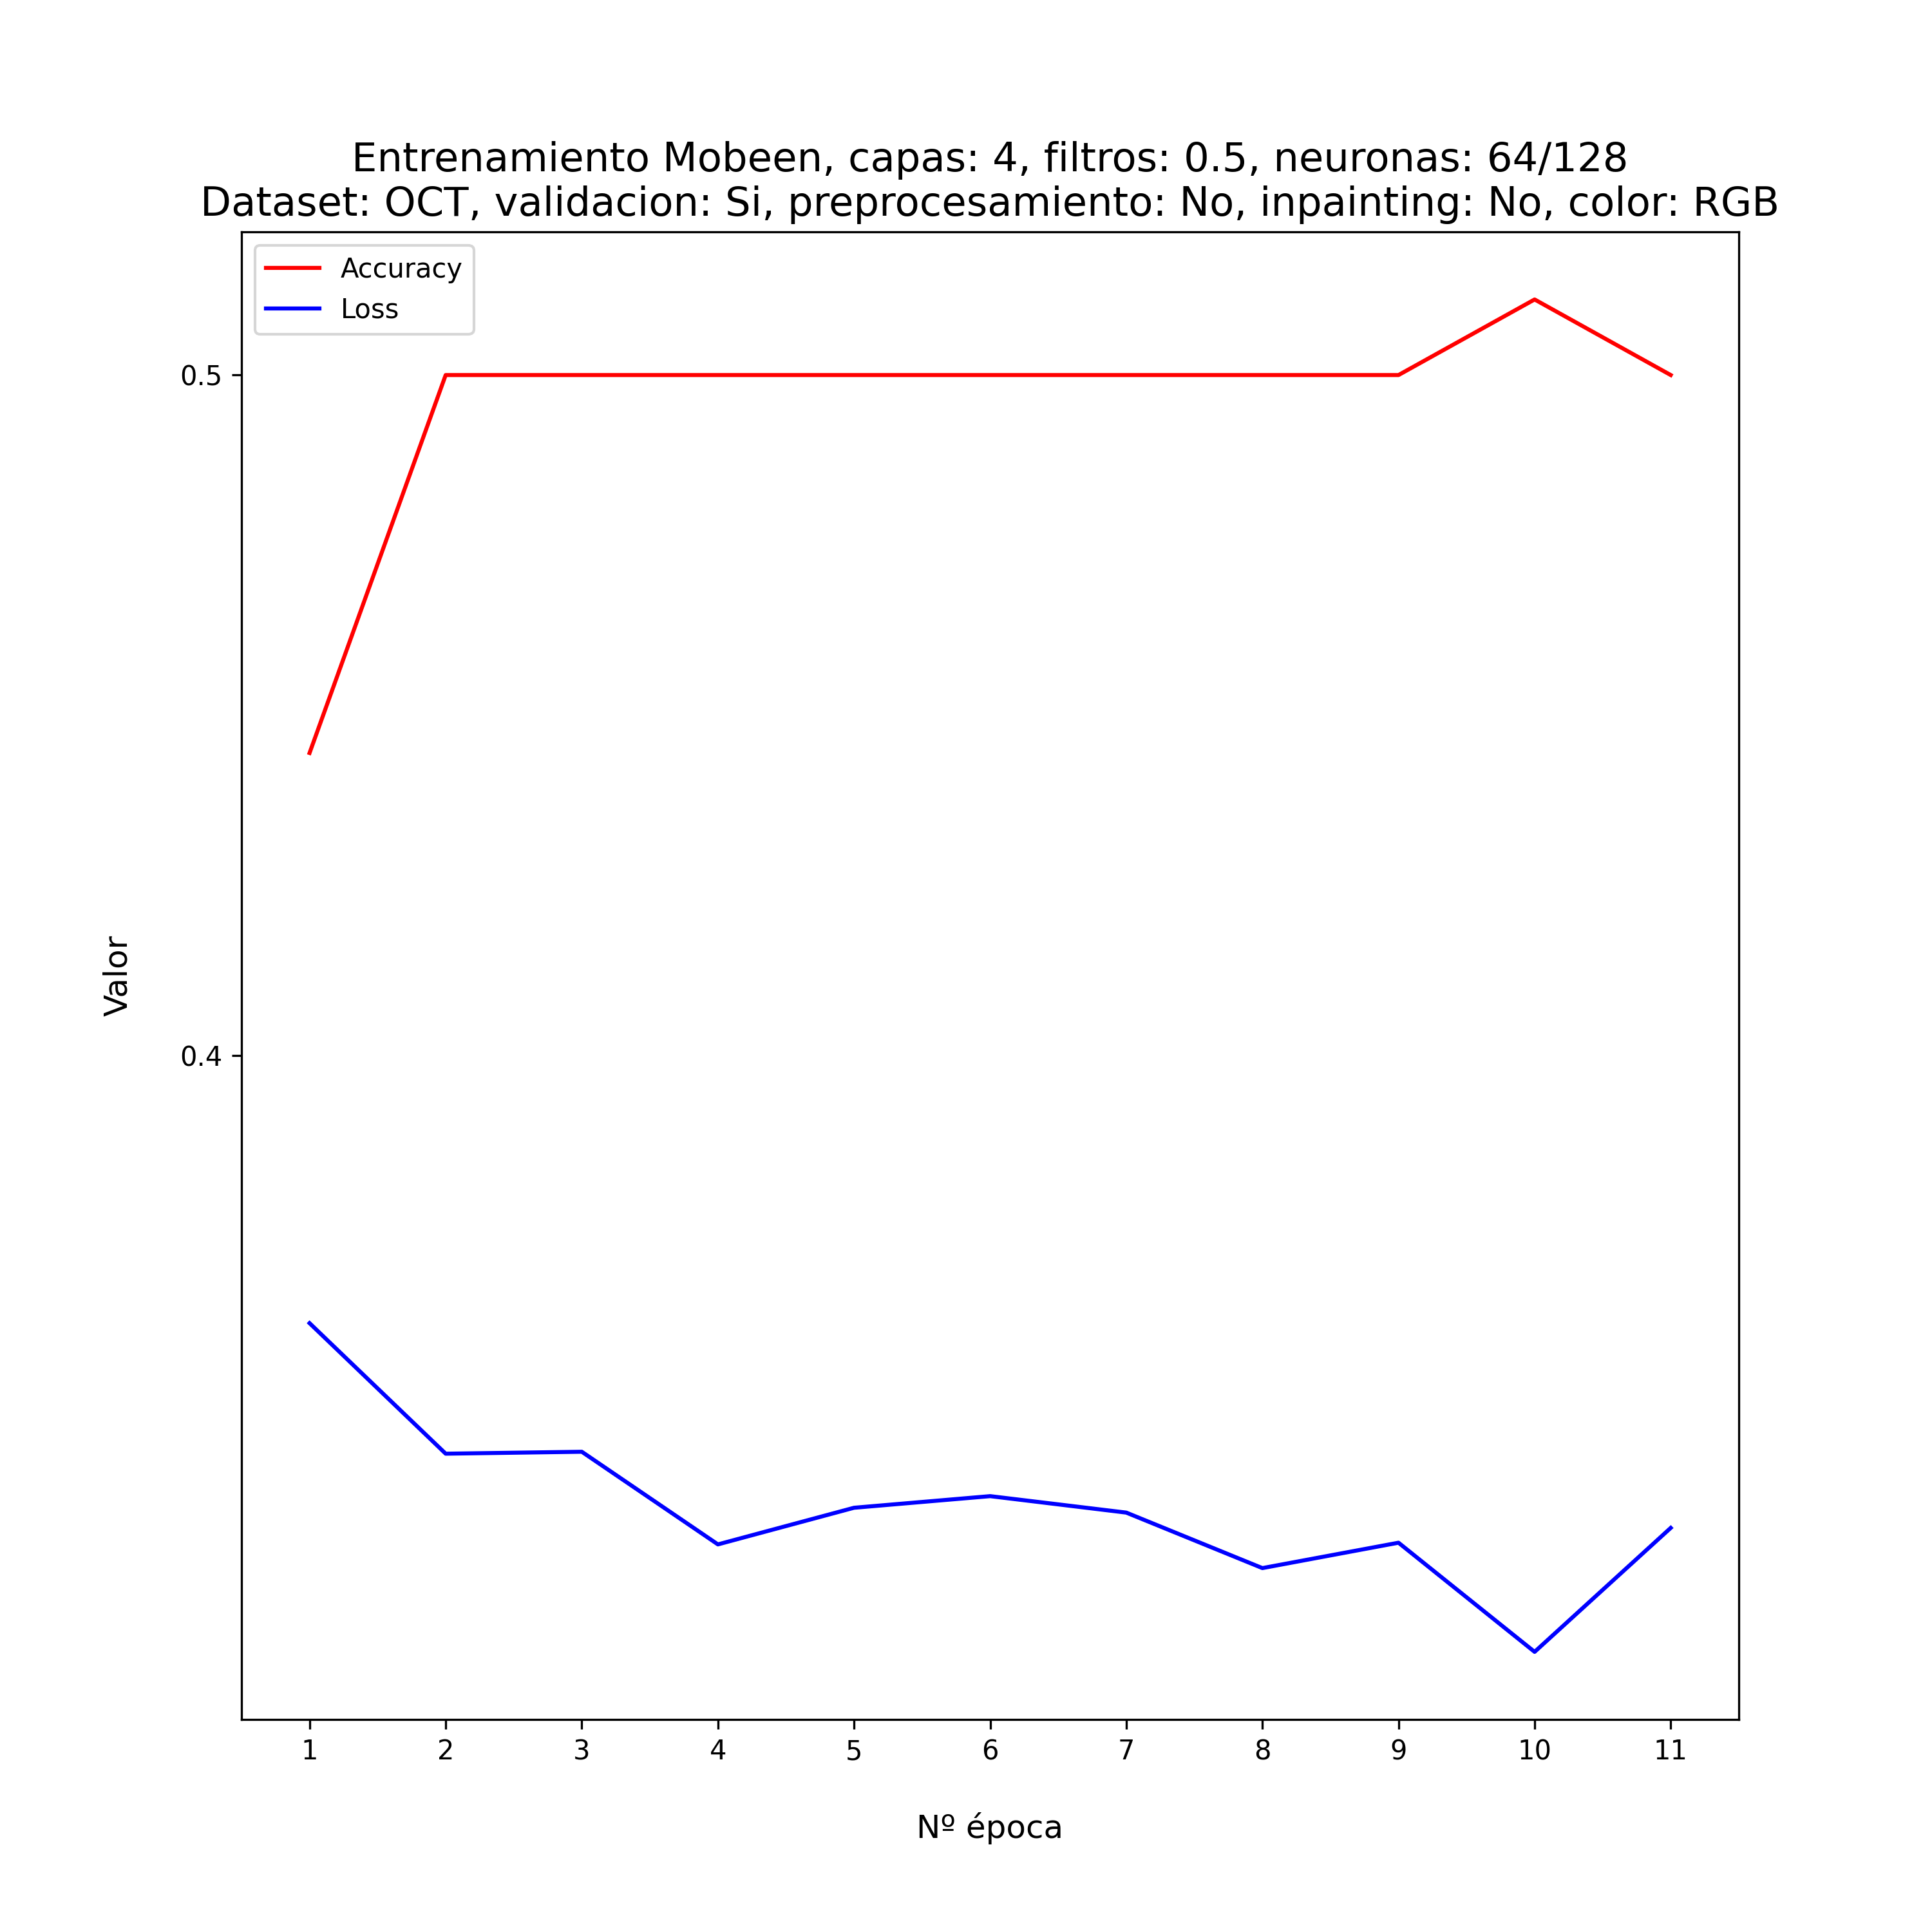 Entrenamiento Mobeen, capas: 4, filtros: 0.5, neuronas: 64/128
Dataset: OCT, validacion: Si, preprocesamiento: No, inpainting: No, color: RGB
Accuracy
Loss
0.5
0.4
Valor
1 2 3 4 5 6 7 8 9 10 11
Nº época